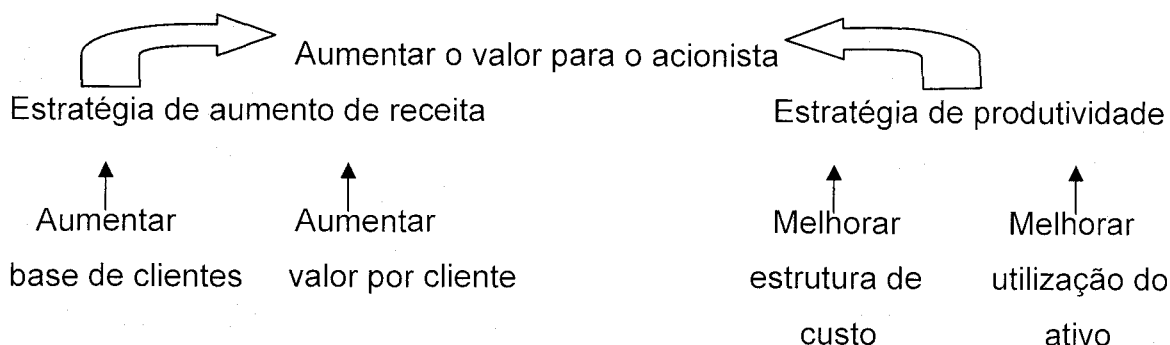 Aumentar o valor para o acionista
Estratégia de aumento de receita
Estratégia de produtividade
Aumentar
base de clientes
Aumentar
valor por cliente
Melhorar
estrutura de
custo
Melhorar
utilização do
ativo